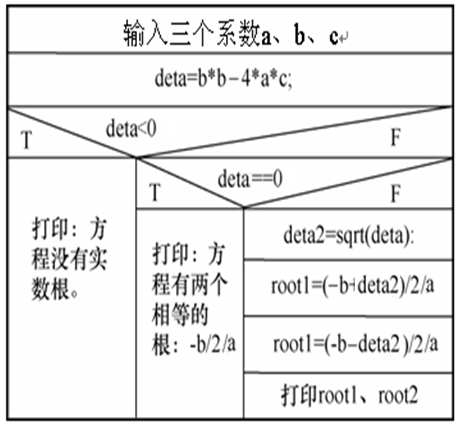 输入三个系数a、b、c↵
deta=b*b−4*a*c;
deta<0
T
F
deta==0
T
F
打印：方
程没有实
数根。
打印：方
程有两个
相等的
根：-b/2/a
deta2=sqrt(deta):
root1=(−b+deta2)/2/a
root1=(-b−deta2)/2/a
打印root1、root2